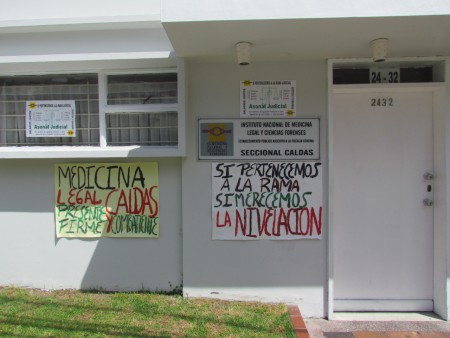 24-32
2432
Asonal Judicial
Asonal Judicial
INSTITUTO NACIONAL DE MEDICINA
LEGAL Y CIENCIAS FORENSES
SECCIONAL CALDAS
MEDICINA
LEGAL CALDAS
PRESENTE Y
FIRME COMBATIENTE
SI PERTENECEMOS
A LA RAMA
SI MERECEMOS
LA NIVELACION